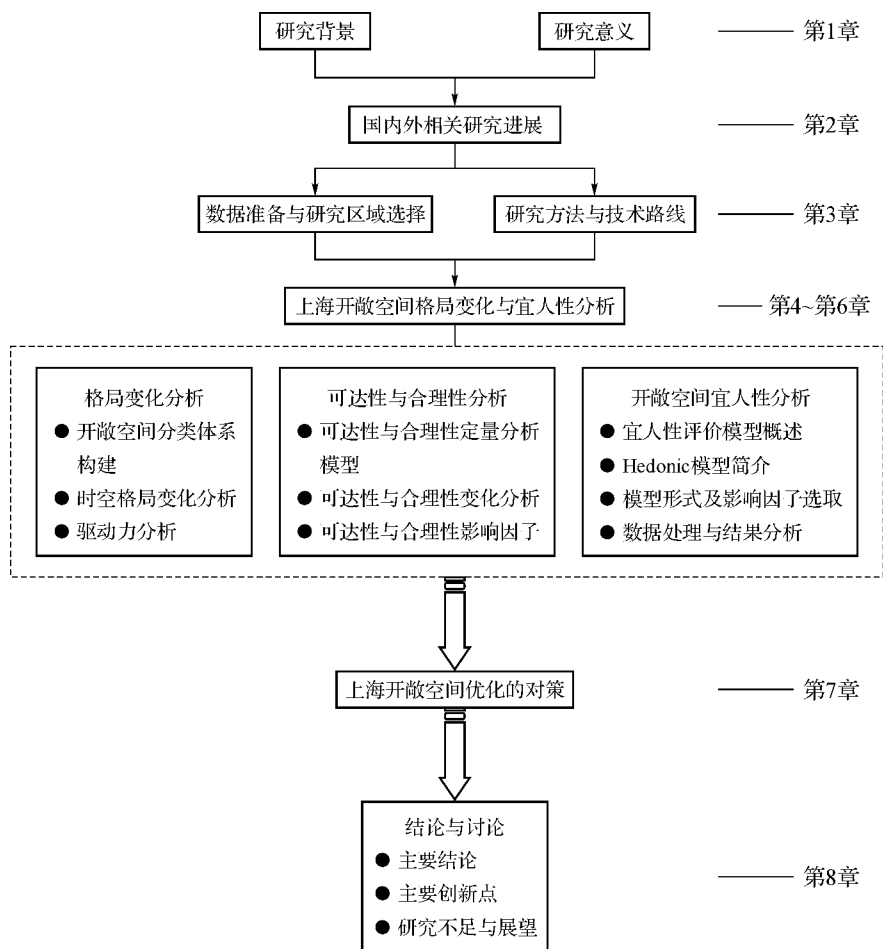 研究背景
研究意义
第1章
国内外相关研究进展
第2章
数据准备与研究区域选择
研究方法与技术路线
第3章
上海开敞空间格局变化与宜人性分析
第4~第6章
格局变化分析
● 开敞空间分类体系
构建
● 时空格局变化分析
● 驱动力分析
可达性与合理性分析
● 可达性与合理性定量分析
模型
● 可达性与合理性变化分析
● 可达性与合理性影响因子
开敞空间宜人性分析
● 宜人性评价模型概述
● Hedonic模型简介
● 模型形式及影响因子选取
● 数据处理与结果分析
上海开敞空间优化的对策
第7章
结论与讨论
● 主要结论
● 主要创新点
● 研究不足与展望
第8章